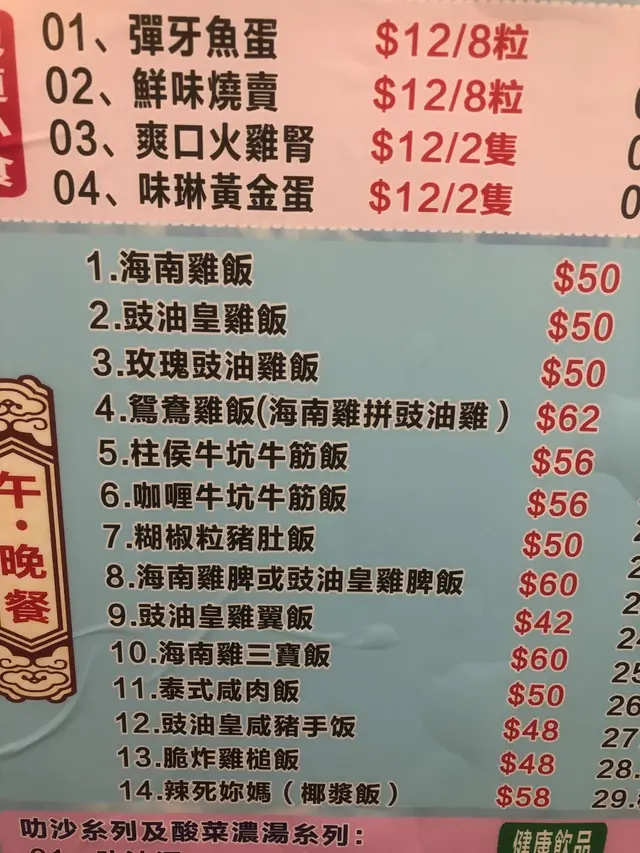 01、彈牙魚蛋 $12/8粒
02、鮮味燒賣 $12/8粒
03、爽口火雞腎 $12/2隻
04、味琳黃金蛋 $12/2隻
午·晚餐
1.海南雞飯 $50
2.豉油皇雞飯 $50
3.玫瑰豉油雞飯 $50
4.鴛鴦雞飯(海南雞拼豉油雞) $62
5.柱侯牛坑牛筋飯 $56
6.咖喱牛坑牛筋飯 $56
7.糊椒粒豬肚飯 $50
8.海南雞脾或豉油皇雞脾飯 $60
9.豉油皇雞翼飯 $42
10.海南雞三寶飯 $60
11.泰式咸肉飯 $50
12.豉油皇咸豬手饭 $48
13.脆炸雞槌飯 $48
14.辣死妳媽（椰漿飯） $58
25
26
27.
28.
29.
叻沙系列及酸菜濃湯系列:
健康飲品